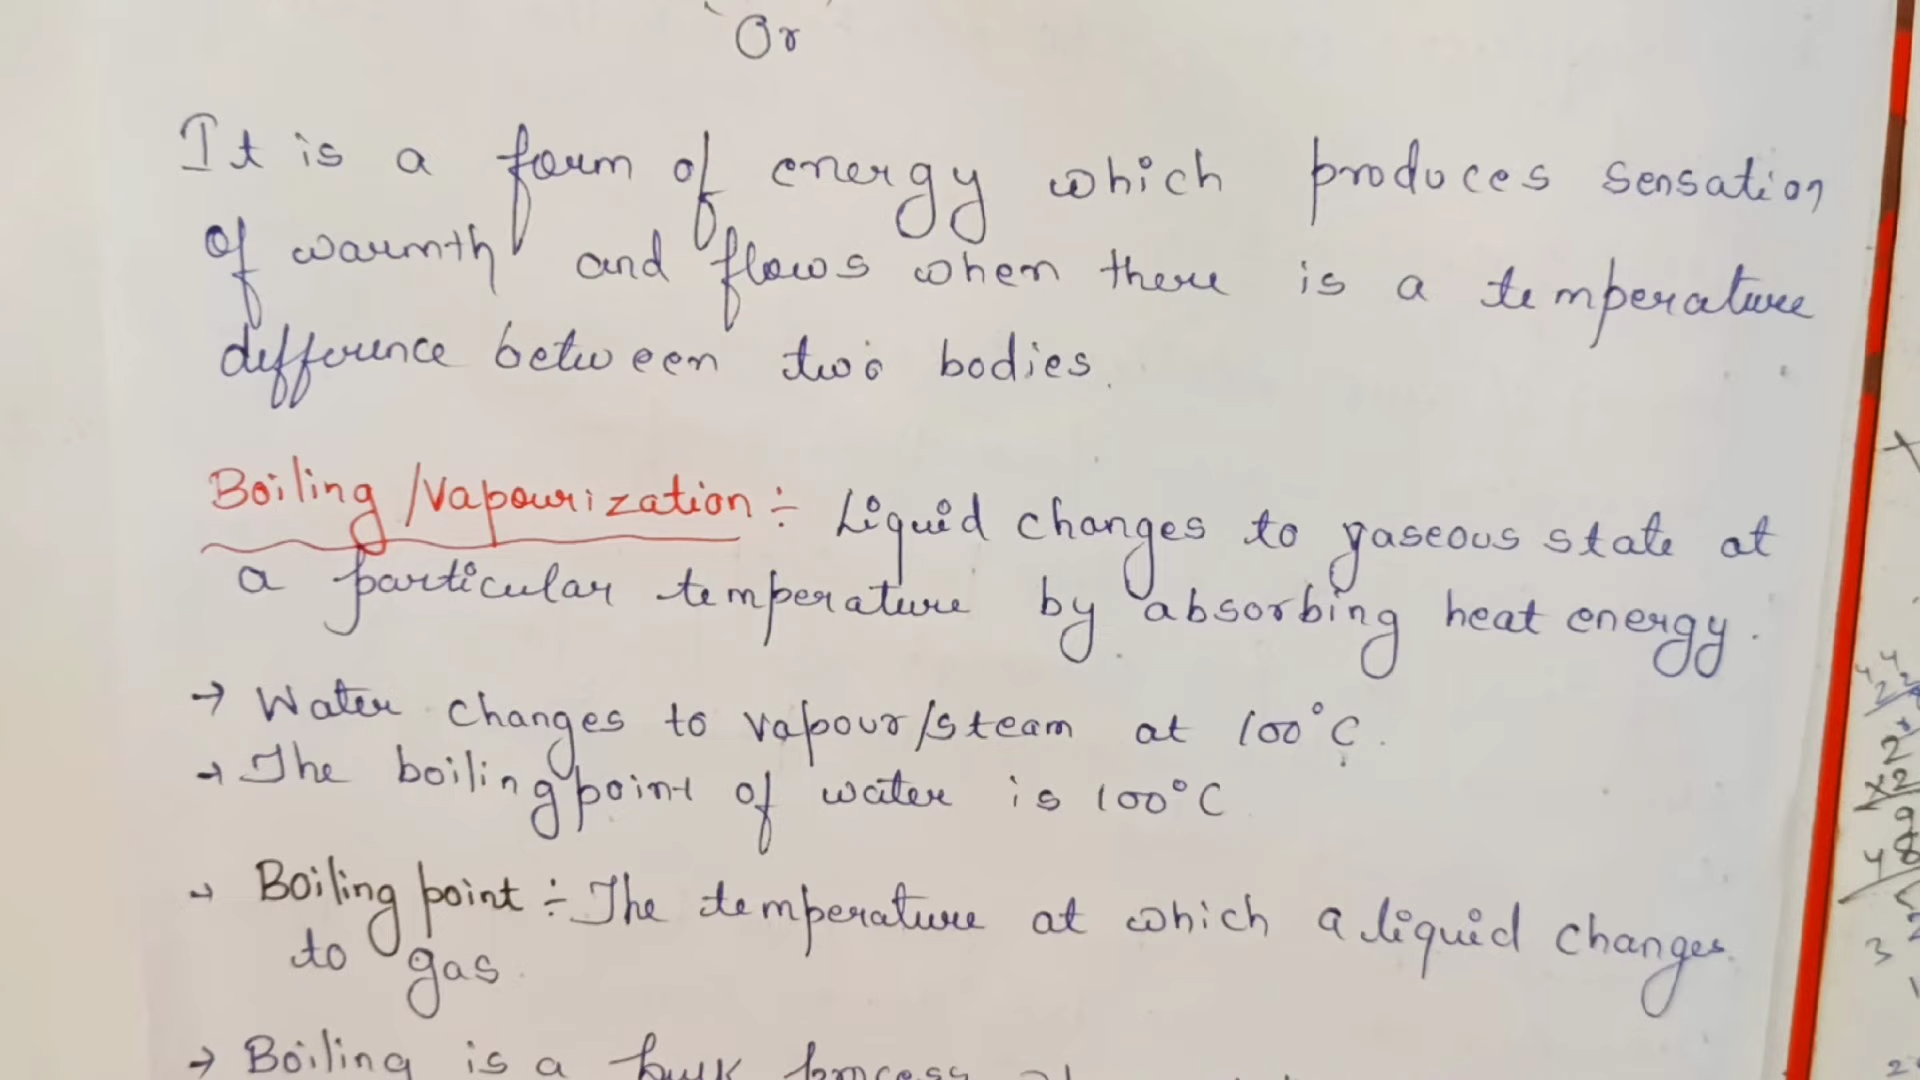 Or
It is a form of energy which produces sensation
of warmth and flows when there is a temperature
difference between two bodies.
Boiling/Vapourization ÷ Liquid changes to gaseous state at
a particular temperature by absorbing heat energy.
→ Water changes to vapour/steam at 100°C.
→ The boiling point of water is 100°C
→ Boiling point ÷ The temperature at which a liquid changes
to gas.
→ Boiling is a bulk process